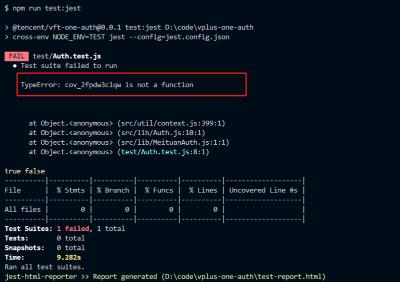 $ npm run test:jest
> @tencent/vft-one-auth@0.0.1 test:jest D:\code\vplus-one-auth
> cross-env NODE_ENV=TEST jest --config=jest.config.json
FAIL test/Auth.test.js
● Test suite failed to run
TypeError: cov_2fpdw3clqw is not a function
at Object.<anonymous> (src/util/context.js:399:1)
at Object.<anonymous> (src/lib/Auth.js:10:1)
at Object.<anonymous> (src/lib/MeituanAuth.js:1:1)
at Object.<anonymous> (test/Auth.test.js:8:1)
true false
----------|----------|----------|----------|----------|-------------------|
File | % Stmts | % Branch | % Funcs | % Lines | Uncovered Line #s |
----------|----------|----------|----------|----------|-------------------|
All files | 0 | 0 | 0 | 0 | |
----------|----------|----------|----------|----------|-------------------|
Test Suites: 1 failed, 1 total
Tests: 0 total
Snapshots: 0 total
Time: 9.282s
Ran all test suites.
jest-html-reporter >> Report generated (D:\code\vplus-one-auth\test-report.html)